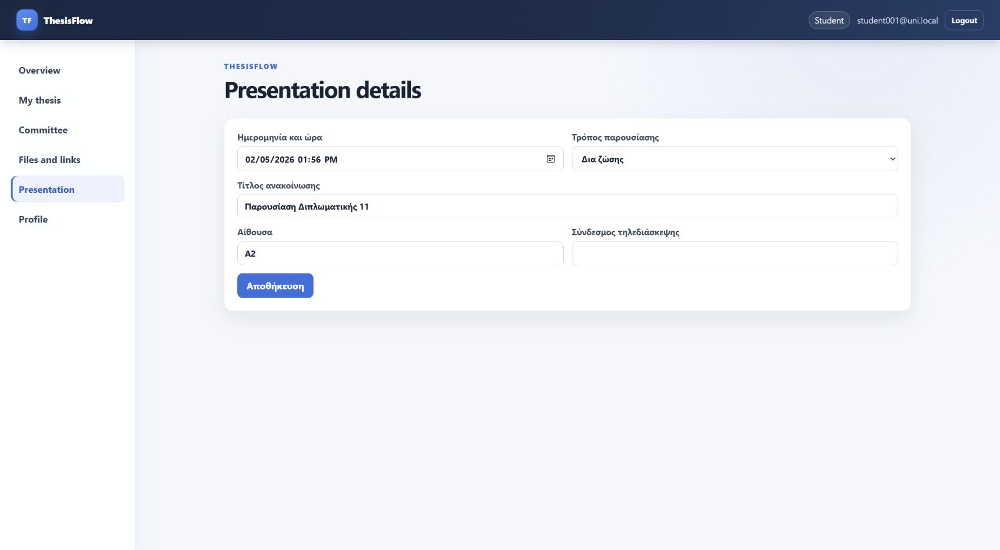 TF ThesisFlow
Student student001@uni.local Logout
Overview
My thesis
Committee
Files and links
Presentation
Profile
THESISFLOW
Presentation details
Ημερομηνία και ώρα Τρόπος παρουσίασης
02/05/2026 01:56 PM Δια ζώσης
Τίτλος ανακοίνωσης
Παρουσίαση Διπλωματικής 11
Αίθουσα Σύνδεσμος τηλεδιάσκεψης
A2
Αποθήκευση